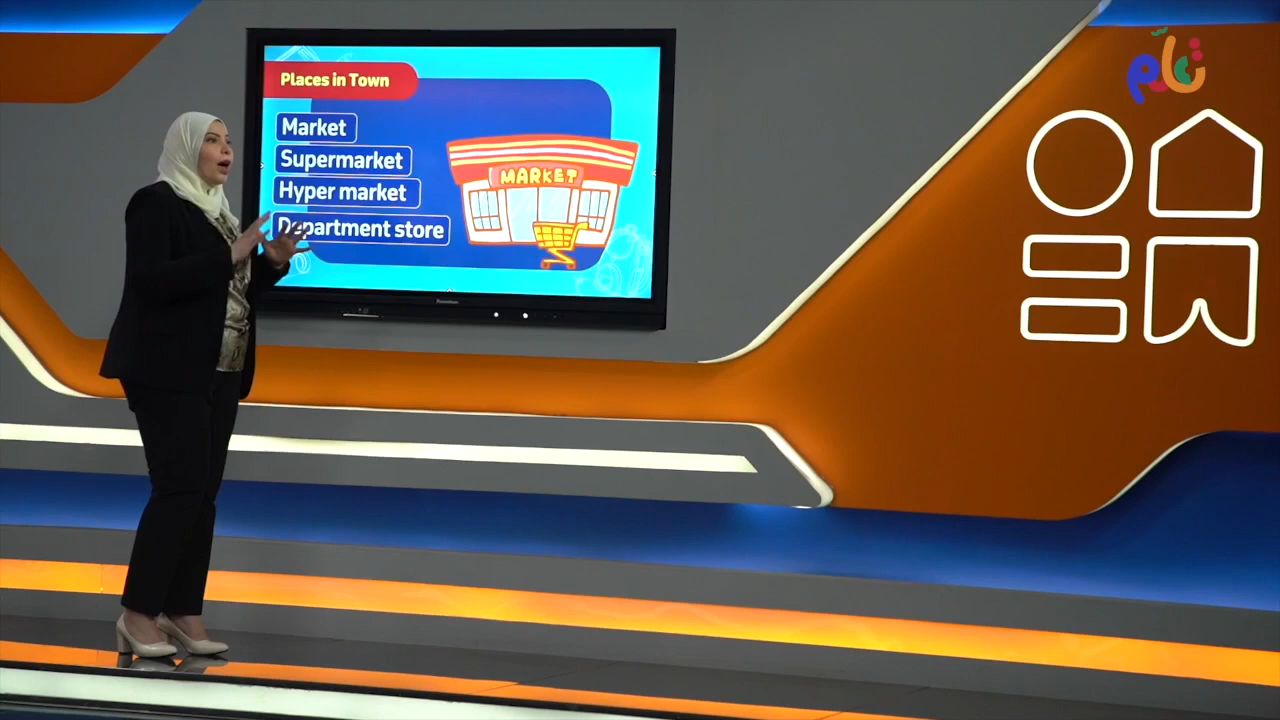 Places in Town
Market
Supermarket
Hyper market
Department store
MARKET